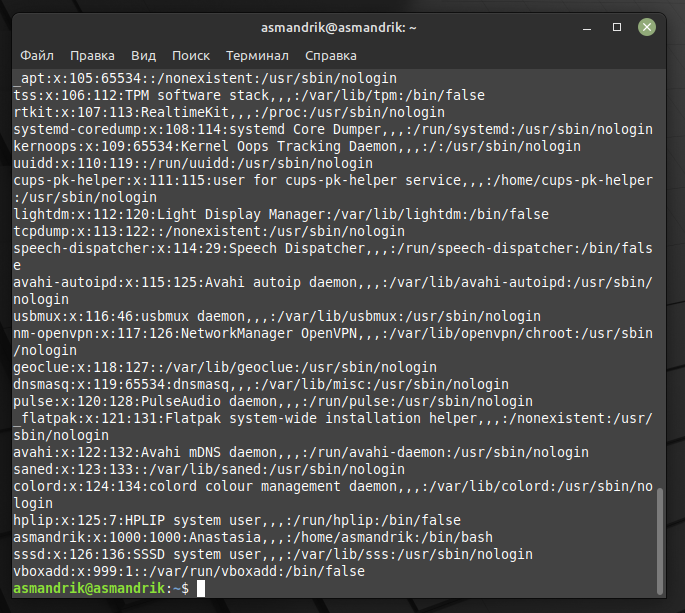 asmandrik@asmandrik: ~
Файл Правка Вид Поиск Терминал Справка
_apt:x:105:65534::/nonexistent:/usr/sbin/nologin
tss:x:106:112:TPM software stack,,,:/var/lib/tpm:/bin/false
rtkit:x:107:113:RealtimeKit,,,:/proc:/usr/sbin/nologin
systemd-coredump:x:108:114:systemd Core Dumper,,,:/run/systemd:/usr/sbin/nologin
kernoops:x:109:65534:Kernel Oops Tracking Daemon,,,:/:/usr/sbin/nologin
uuidd:x:110:119::/run/uuidd:/usr/sbin/nologin
cups-pk-helper:x:111:115:user for cups-pk-helper service,,,:/home/cups-pk-helper
:/usr/sbin/nologin
lightdm:x:112:120:Light Display Manager:/var/lib/lightdm:/bin/false
tcpdump:x:113:122::/nonexistent:/usr/sbin/nologin
speech-dispatcher:x:114:29:Speech Dispatcher,,,:/run/speech-dispatcher:/bin/fals
e
avahi-autoipd:x:115:125:Avahi autoip daemon,,,:/var/lib/avahi-autoipd:/usr/sbin/
nologin
usbmux:x:116:46:usbmux daemon,,,:/var/lib/usbmux:/usr/sbin/nologin
nm-openvpn:x:117:126:NetworkManager OpenVPN,,,:/var/lib/openvpn/chroot:/usr/sbin
/nologin
geoclue:x:118:127::/var/lib/geoclue:/usr/sbin/nologin
dnsmasq:x:119:65534:dnsmasq,,,:/var/lib/misc:/usr/sbin/nologin
pulse:x:120:128:PulseAudio daemon,,,:/run/pulse:/usr/sbin/nologin
_flatpak:x:121:131:Flatpak system-wide installation helper,,,:/nonexistent:/usr/
sbin/nologin
avahi:x:122:132:Avahi mDNS daemon,,,:/run/avahi-daemon:/usr/sbin/nologin
saned:x:123:133::/var/lib/saned:/usr/sbin/nologin
colord:x:124:134:colord colour management daemon,,,:/var/lib/colord:/usr/sbin/no
login
hplip:x:125:7:HPLIP system user,,,:/run/hplip:/bin/false
asmandrik:x:1000:1000:Anastasia,,,:/home/asmandrik:/bin/bash
sssd:x:126:136:SSSD system user,,,:/var/lib/sss:/usr/sbin/nologin
vboxadd:x:999:1::/var/run/vboxadd:/bin/false
asmandrik@asmandrik:~$